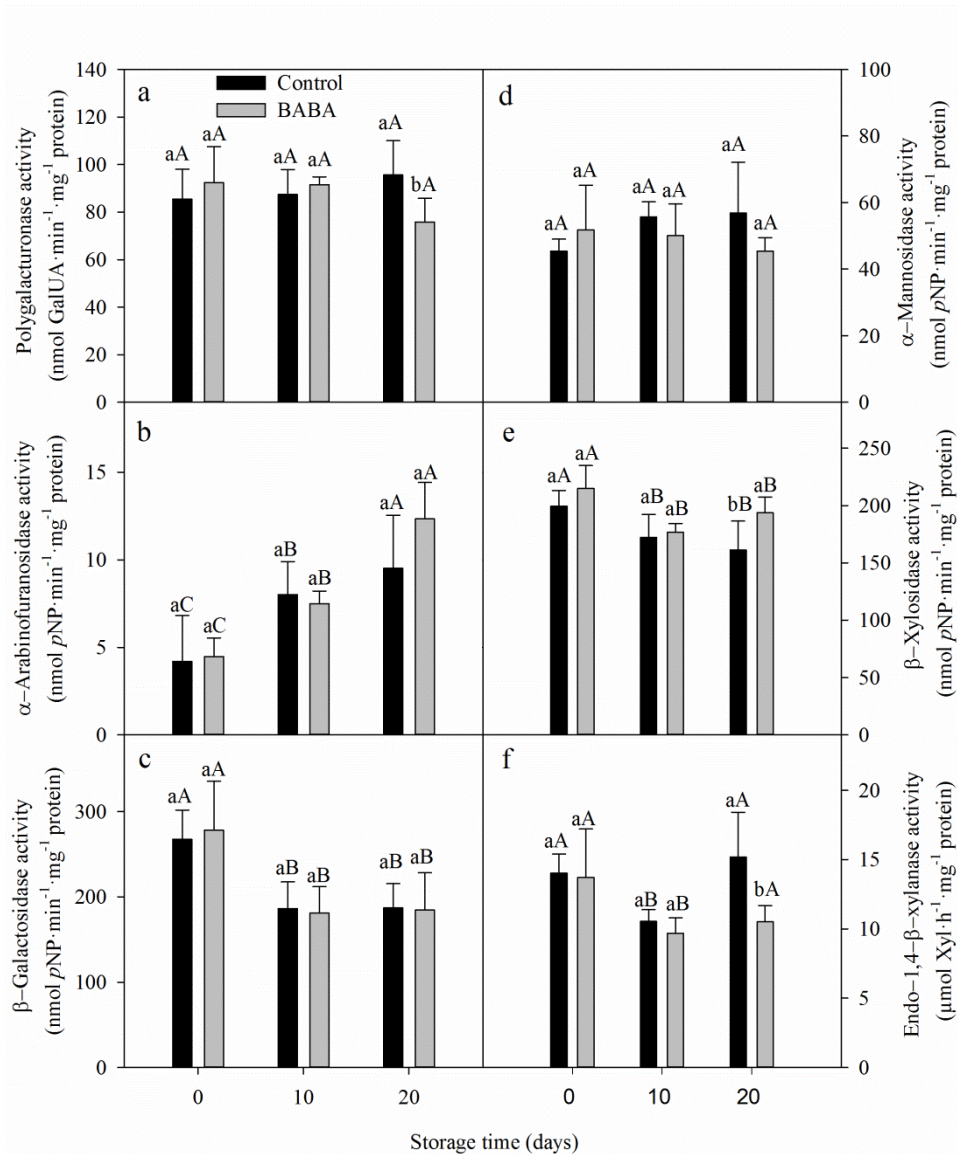 a
Control
BABA
Polygalacturonase activity
(nmol GalUA·min⁻¹·mg⁻¹ protein)
140
120
100
80
60
40
20
0
aA
aA
aA
aA
aA
bA
d
α−Mannosidase activity
(nmol pNP·min⁻¹·mg⁻¹ protein)
100
80
60
40
20
0
aA
aA
aA
aA
aA
aA
b
α−Arabinofuranosidase activity
(nmol pNP·min⁻¹·mg⁻¹ protein)
15
10
5
0
aC
aC
aB
aB
aA
aA
e
β−Xylosidase activity
(nmol pNP·min⁻¹·mg⁻¹ protein)
250
200
150
100
50
0
aA
aA
aB
aB
bB
aB
c
β−Galactosidase activity
(nmol pNP·min⁻¹·mg⁻¹ protein)
300
200
100
0
aA
aA
aB
aB
aB
aB
0
10
20
f
Endo−1,4−β−xylanase activity
(μmol Xyl·h⁻¹·mg⁻¹ protein)
20
15
10
5
0
aA
aA
aB
aB
aA
bA
0
10
20
Storage time (days)